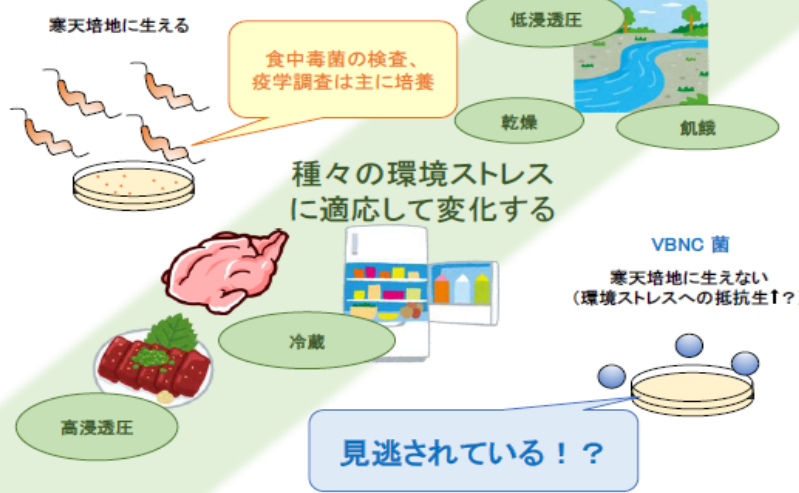 寒天培地に生える
食中毒菌の検査、
疫学調査は主に培養
低浸透圧
乾燥
飢餓
種々の環境ストレス
に適応して変化する
VBNC 菌
寒天培地に生えない
(環境ストレスへの抵抗生↑?)
冷蔵
高浸透圧
見逃されている！？